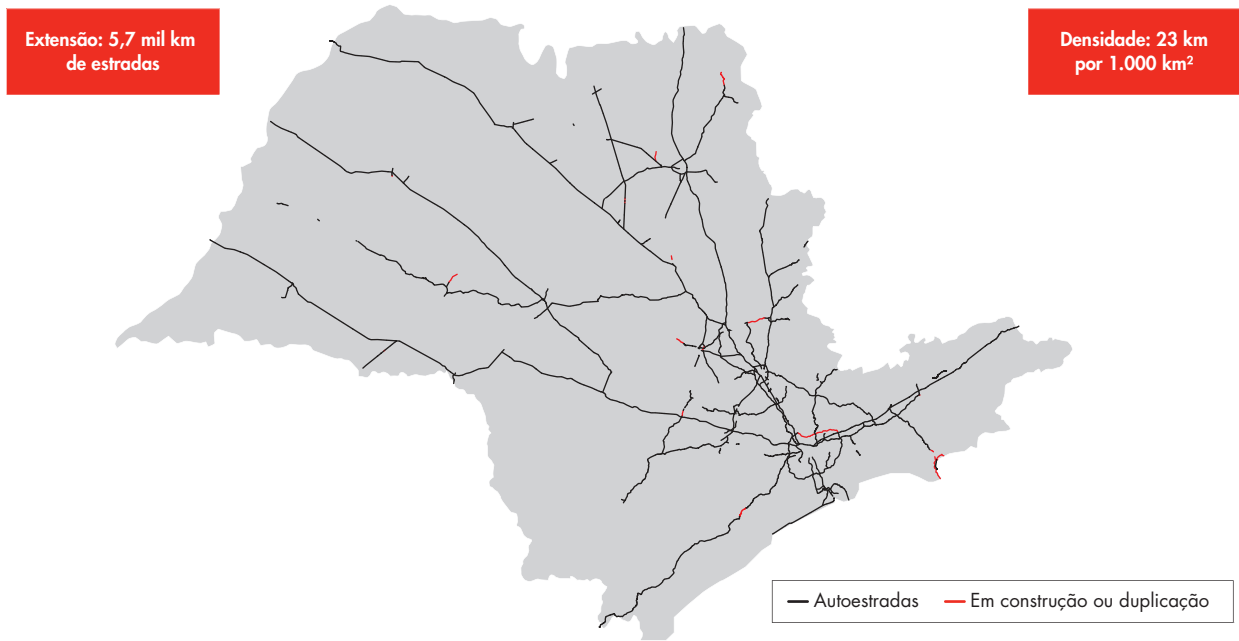 Extensão: 5,7 mil km
de estradas
Densidade: 23 km
por 1.000 km²
Autoestradas
Em construção ou duplicação